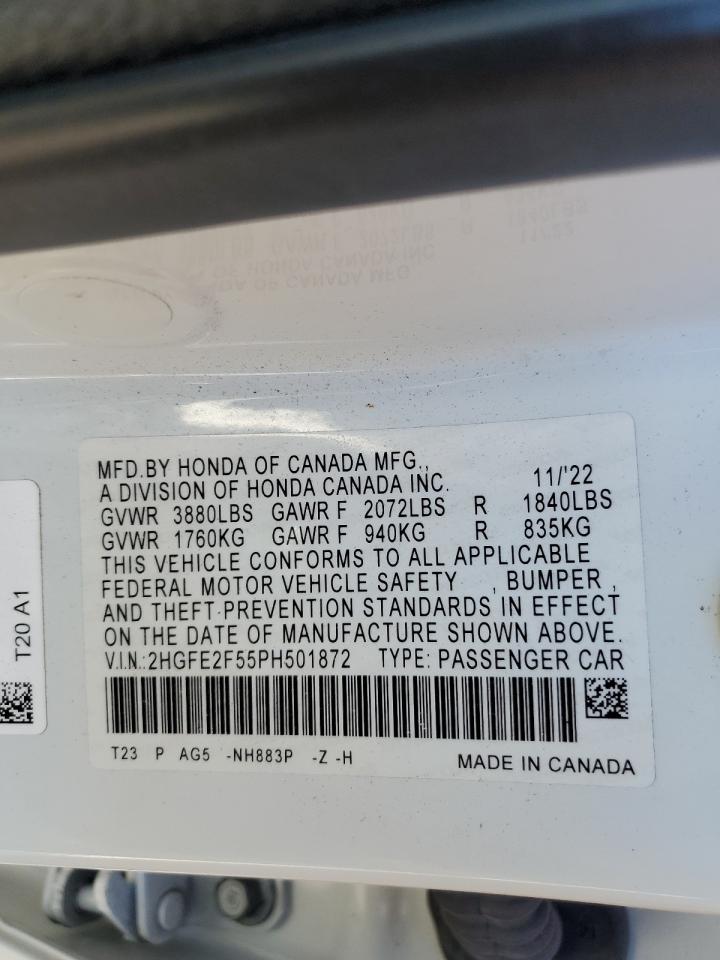 MFD.BY HONDA OF CANADA MFG.,
A DIVISION OF HONDA CANADA INC. 11/'22
GVWR 3880LBS GAWR F 2072LBS R 1840LBS
GVWR 1760KG GAWR F 940KG R 835KG
THIS VEHICLE CONFORMS TO ALL APPLICABLE
FEDERAL MOTOR VEHICLE SAFETY , BUMPER ,
AND THEFT-PREVENTION STANDARDS IN EFFECT
ON THE DATE OF MANUFACTURE SHOWN ABOVE.
V.I.N.:2HGFE2F55PH501872 TYPE: PASSENGER CAR
T23 P AG5 -NH883P -Z -H MADE IN CANADA
T20 A1